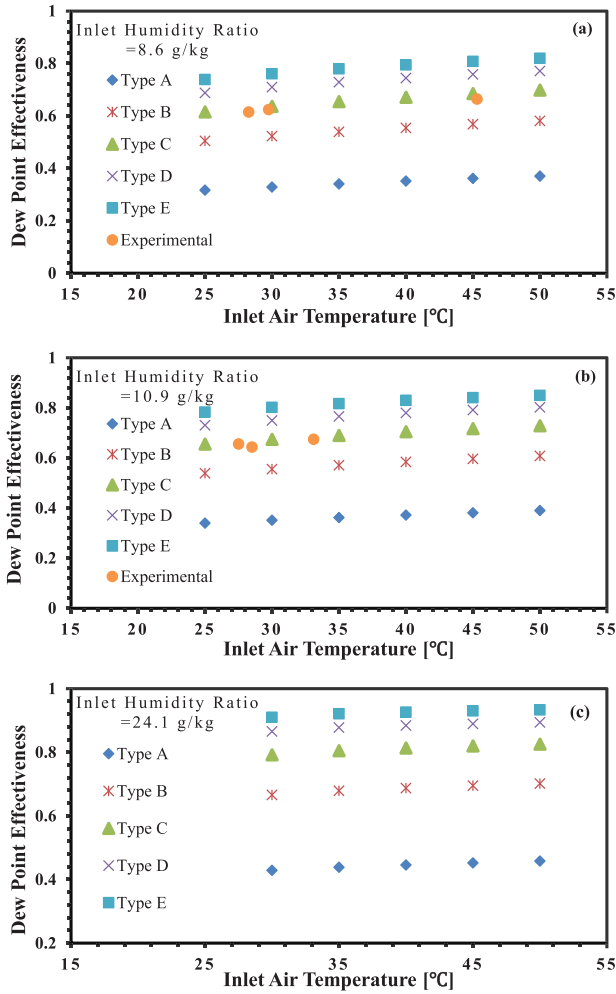 1
0.8
0.6
0.4
0.2
0
Dew Point Effectiveness
Inlet Humidity Ratio
=8.6 g/kg
(a)
Type A
Type B
Type C
Type D
Type E
Experimental
15 20 25 30 35 40 45 50 55
Inlet Air Temperature [℃]
1
0.8
0.6
0.4
0.2
0
Dew Point Effectiveness
Inlet Humidity Ratio
=10.9 g/kg
(b)
Type A
Type B
Type C
Type D
Type E
Experimental
15 20 25 30 35 40 45 50 55
Inlet Air Temperature [℃]
1
0.8
0.6
0.4
0.2
Dew Point Effectiveness
Inlet Humidity Ratio
=24.1 g/kg
(c)
Type A
Type B
Type C
Type D
Type E
15 20 25 30 35 40 45 50 55
Inlet Air Temperature [℃]